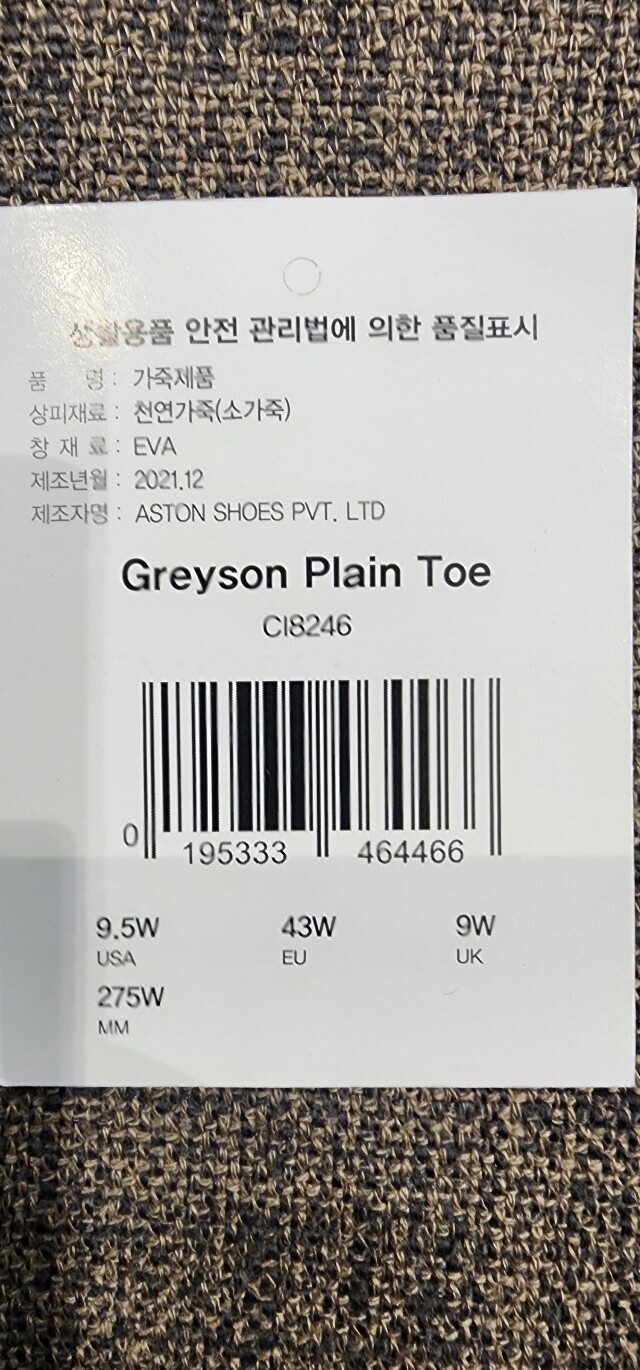 생활용품 안전 관리법에 의한 품질표시
품 명 : 가죽제품
상피재료 : 천연가죽(소가죽)
창 재 료 : EVA
제조년월 : 2021.12
제조자명 : ASTON SHOES PVT. LTD
Greyson Plain Toe
CI8246
0 195333 464466
9.5W 43W 9W
USA EU UK
275W
MM